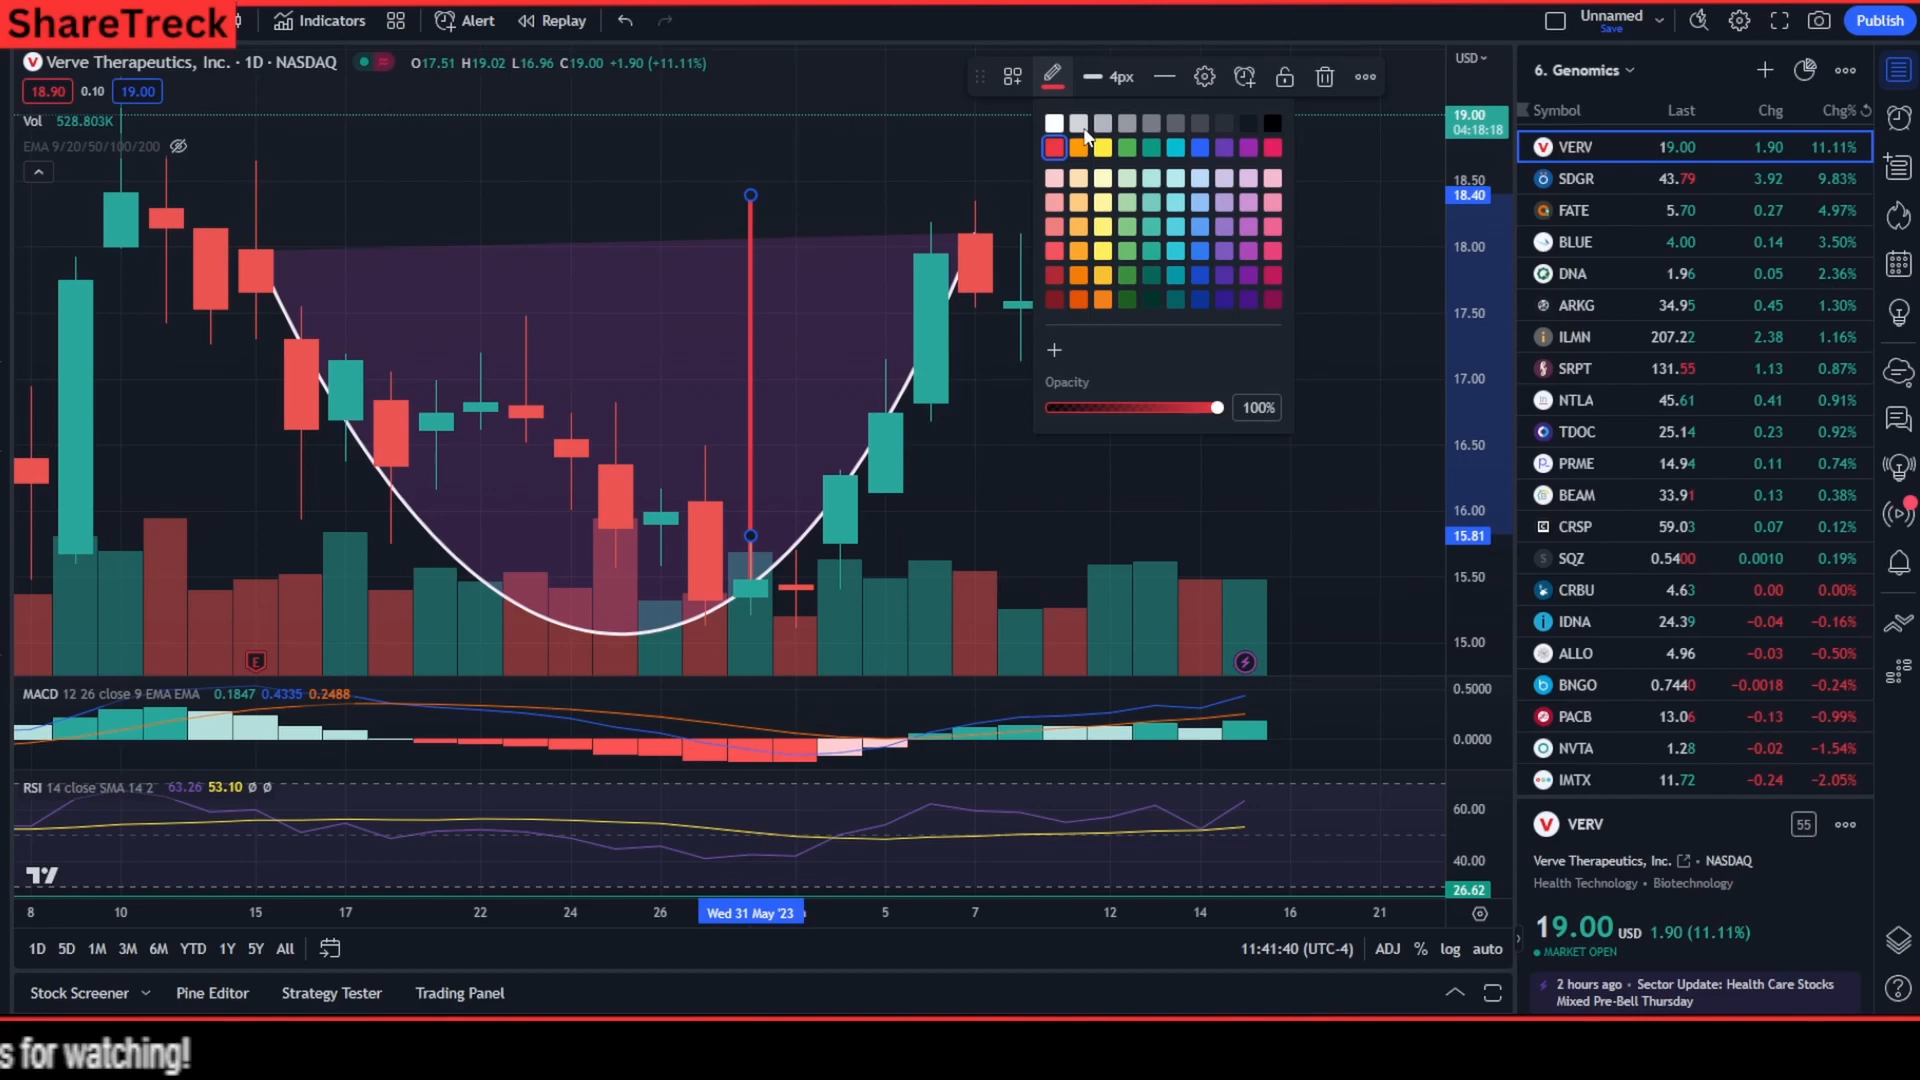 ShareTreck
Indicators
Alert
Replay
Unnamed
Save
Publish
Verve Therapeutics, Inc. · 1D · NASDAQ
O17.51 H19.02 L16.96 C19.00 +1.90 (+11.11%)
18.90 0.10 19.00
Vol 528.803K
EMA 9/20/50/100/200
4px
Opacity
100%
USD
19.00
04:18:18
18.50
18.40
18.00
17.50
17.00
16.50
16.00
15.81
15.50
15.00
E
MACD 12 26 close 9 EMA EMA 0.1847 0.4335 0.2488
0.5000
0.0000
RSI 14 close SMA 14 2 63.26 53.10 Ø Ø
60.00
40.00
26.62
8 10 15 17 22 24 26 Wed 31 May '23 5 7 12 14 16 21
1D 5D 1M 3M 6M YTD 1Y 5Y All
11:41:40 (UTC-4) ADJ % log auto
Stock Screener Pine Editor Strategy Tester Trading Panel
6. Genomics
Symbol Last Chg Chg%
VERV 19.00 1.90 11.11%
SDGR 43.79 3.92 9.83%
FATE 5.70 0.27 4.97%
BLUE 4.00 0.14 3.50%
DNA 1.96 0.05 2.36%
ARKG 34.95 0.45 1.30%
ILMN 207.22 2.38 1.16%
SRPT 131.55 1.13 0.87%
NTLA 45.61 0.41 0.91%
TDOC 25.14 0.23 0.92%
PRME 14.94 0.11 0.74%
BEAM 33.91 0.13 0.38%
CRSP 59.03 0.07 0.12%
SQZ 0.5400 0.0010 0.19%
CRBU 4.63 0.00 0.00%
IDNA 24.39 −0.04 −0.16%
ALLO 4.96 −0.03 −0.50%
BNGO 0.7440 −0.0018 −0.24%
PACB 13.06 −0.13 −0.99%
NVTA 1.28 −0.02 −1.54%
IMTX 11.72 −0.24 −2.05%
VERV
55
Verve Therapeutics, Inc. • NASDAQ
Health Technology • Biotechnology
19.00 USD 1.90 (11.11%)
MARKET OPEN
2 hours ago • Sector Update: Health Care Stocks
Mixed Pre-Bell Thursday
s for watching!